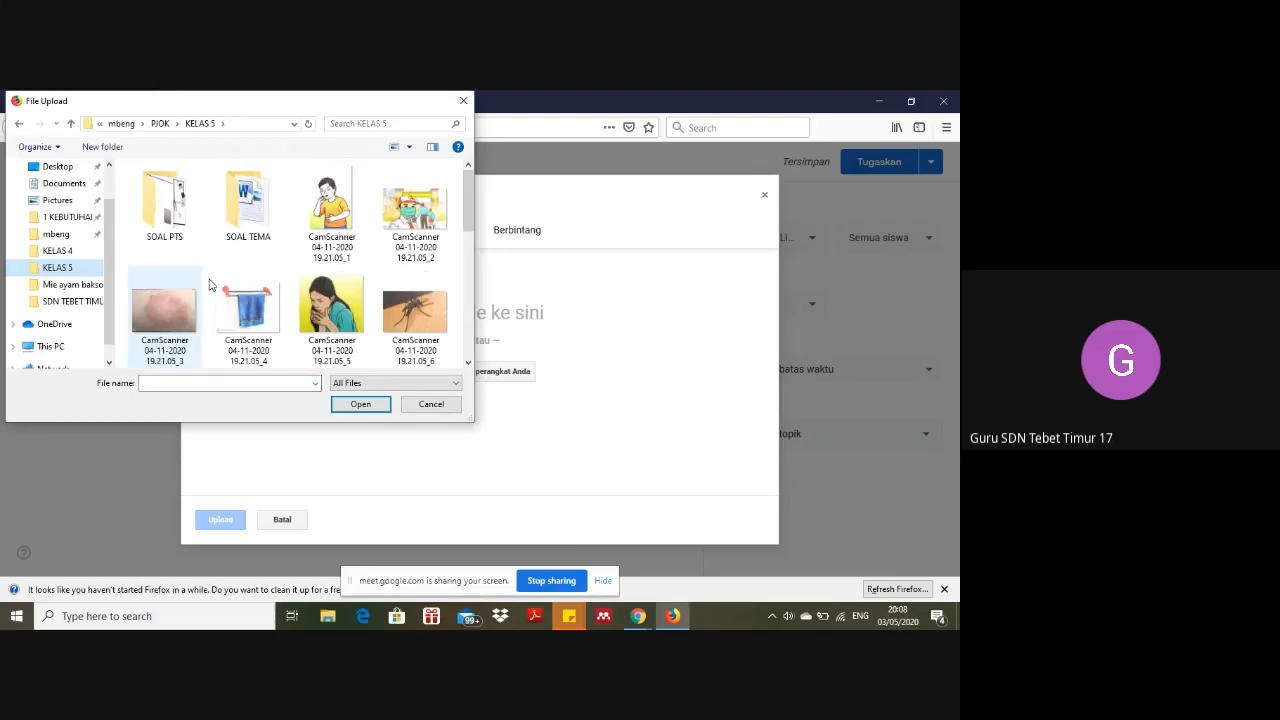 File Upload
mbeng
PJOK
KELAS 5
Search KELAS 5
Search
Organize
New folder
Desktop
Documents
Pictures
1 KEBUTUHAI
mbeng
KELAS 4
KELAS 5
Mie ayam bakso
SDN TEBET TIMU
OneDrive
This PC
SOAL PTS
SOAL TEMA
CamScanner
04-11-2020
19.21.05_1
CamScanner
04-11-2020
19.21.05_2
CamScanner
04-11-2020
19.21.05_3
CamScanner
04-11-2020
19.21.05_4
CamScanner
04-11-2020
19.21.05_5
CamScanner
04-11-2020
19.21.05_6
File name:
All Files
Open
Cancel
Tersimpan
Tugaskan
Berbintang
Li...
Semua siswa
e ke sini
tau —
perangkat Anda
batas waktu
topik
Upload
Batal
G
Guru SDN Tebet Timur 17
meet.google.com is sharing your screen.
Stop sharing
Hide
It looks like you haven't started Firefox in a while. Do you want to clean it up for a fre
Refresh Firefox...
Type here to search
99+
ENG
20:08
03/05/2020
4